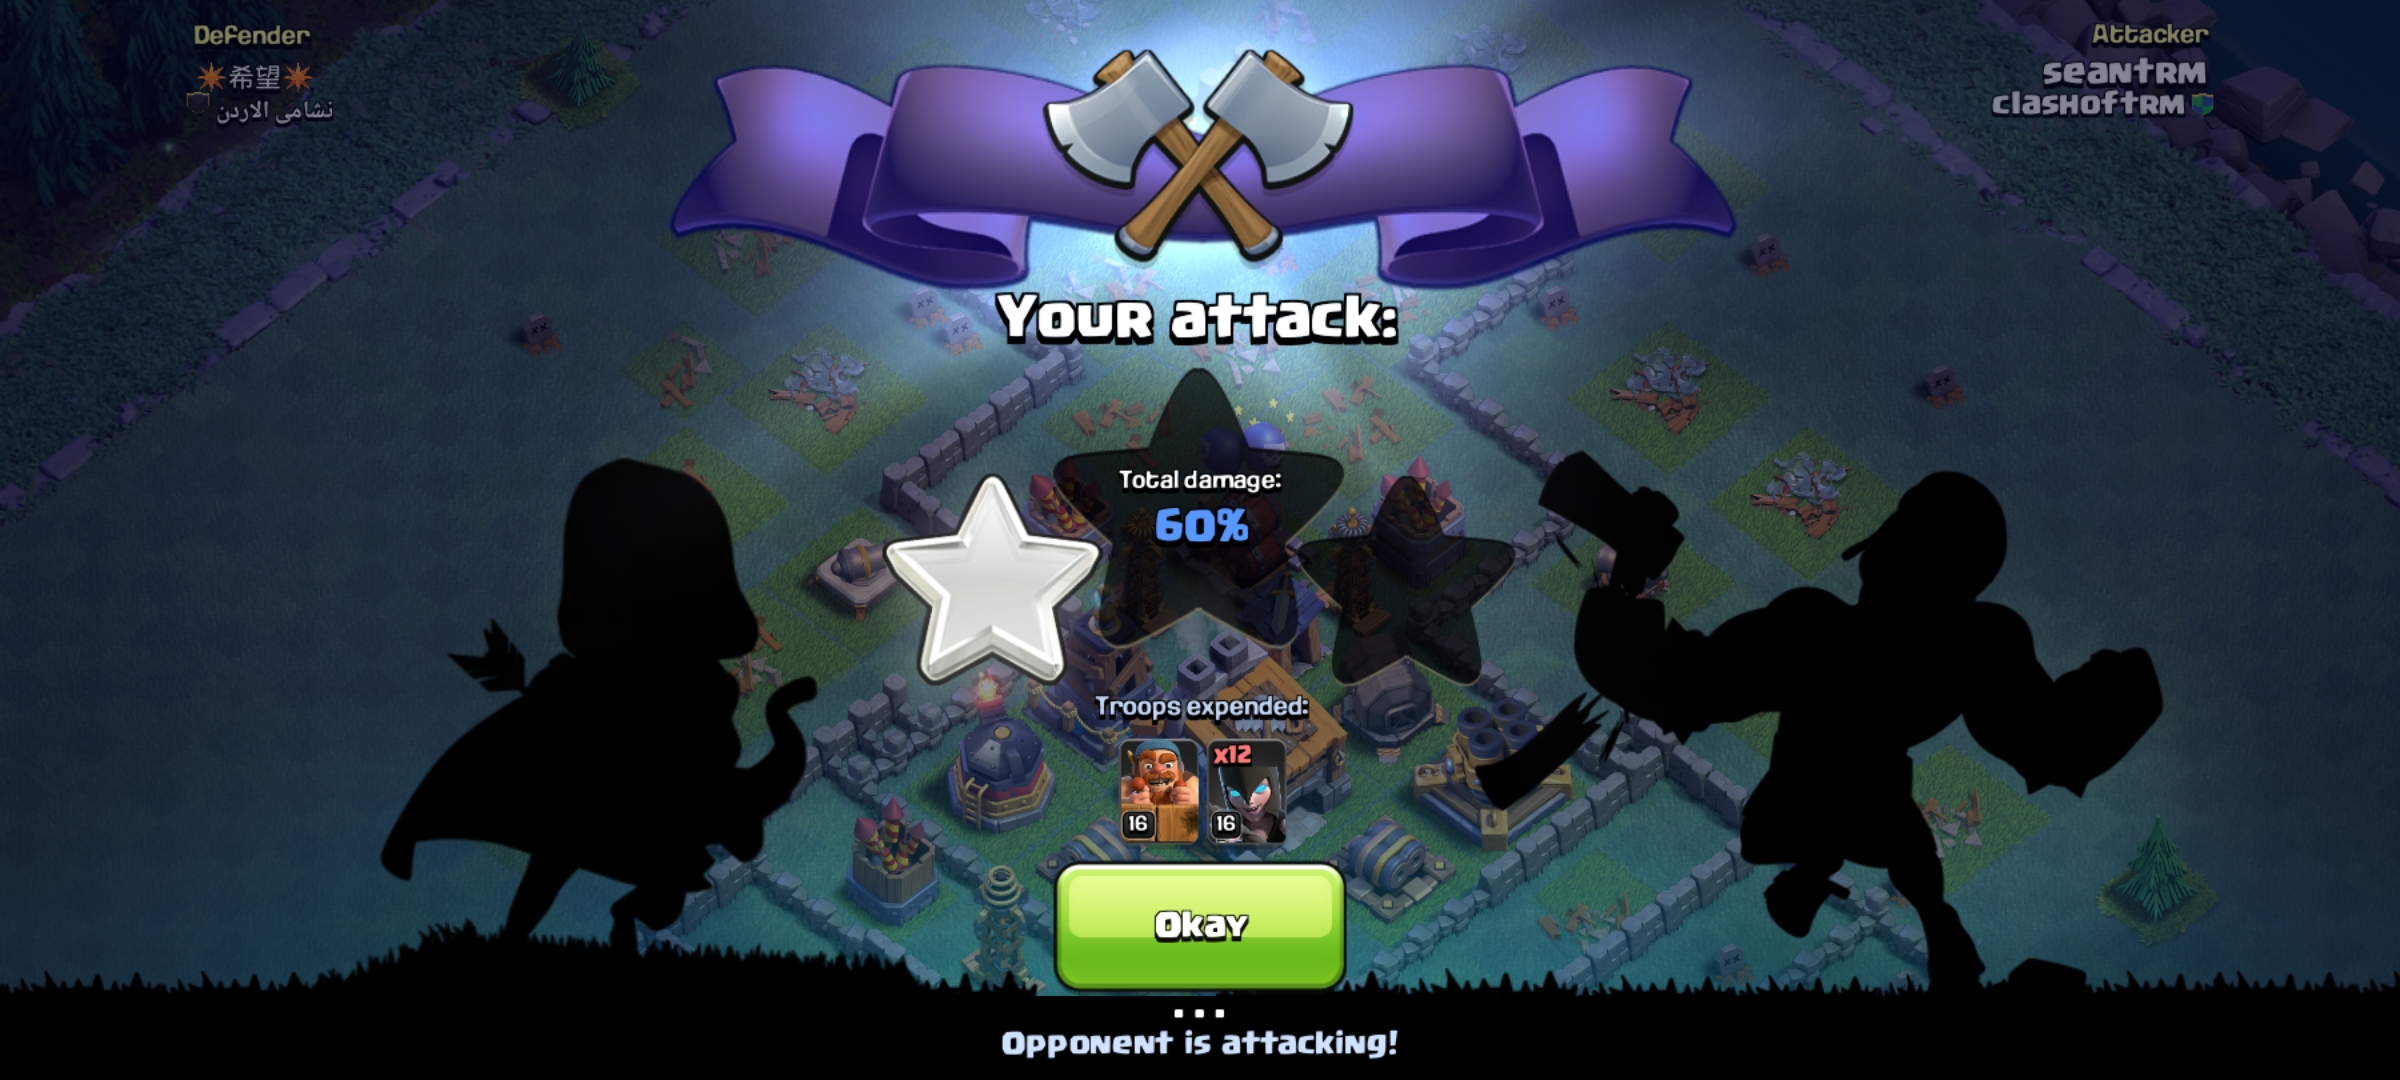 Defender
希望
نشامى الاردن
Attacker
seantrm
clashoftrm
Your attack:
Total damage:
60%
Troops expended:
x12
16
16
Okay
...
Opponent is attacking!